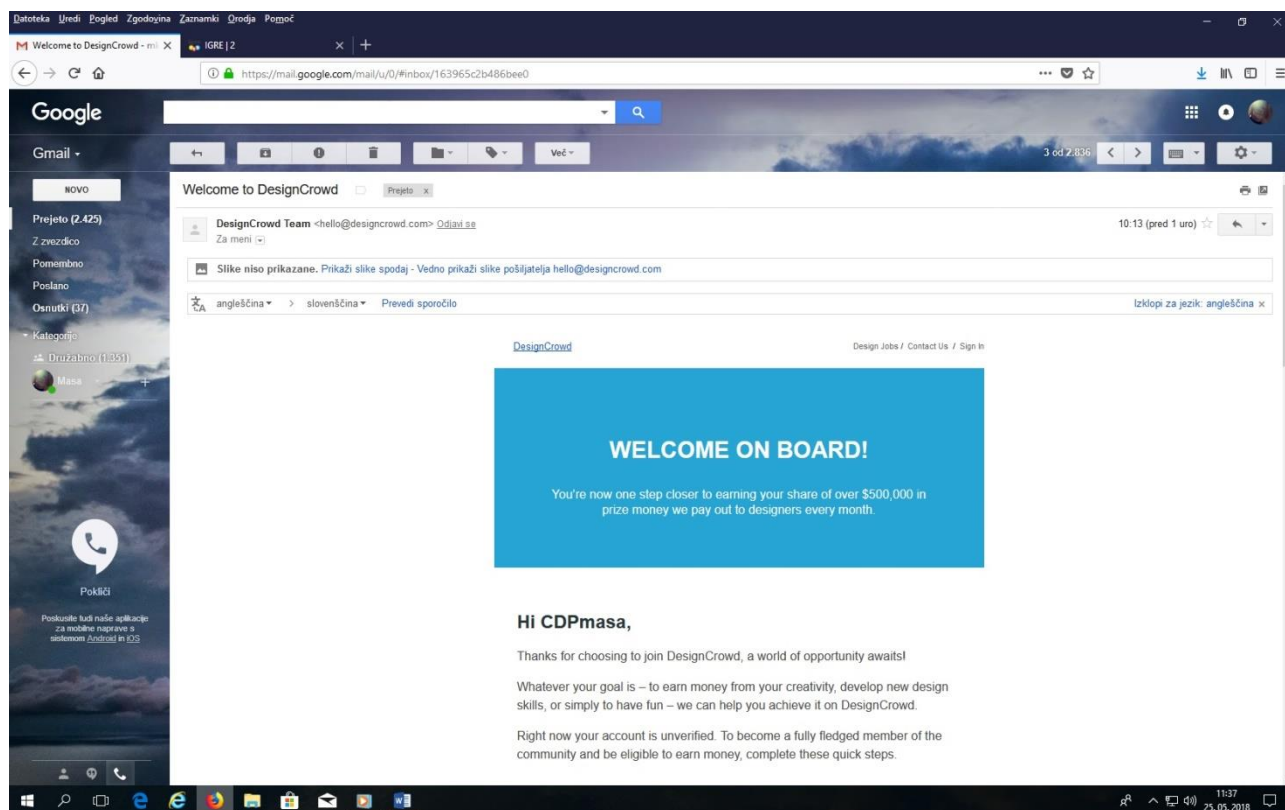 Datoteka Uredi Pogled Zgodovina Zaznamki Orodja Pomoč
Welcome to DesignCrowd - ml
IGRE | 2
https://mail.google.com/mail/u/0/#inbox/163965c2b486bee0
Google
Gmail
Več
3 od 2.836
NOVO
Welcome to DesignCrowd
Prejeto x
Prejeto (2.425)
Z zvezdico
Pomembno
Poslano
Osnutki (37)
Kategorije
Družabno (1.351)
Masa
DesignCrowd Team <hello@designcrowd.com> Odjavi se
10:13 (pred 1 uro)
Za meni
Slike niso prikazane. Prikaži slike spodaj - Vedno prikaži slike pošiljatelja hello@designcrowd.com
angleščina > slovenščina Prevedi sporočilo
Izklopi za jezik: angleščina x
DesignCrowd
Design Jobs / Contact Us / Sign In
WELCOME ON BOARD!
You're now one step closer to earning your share of over $500,000 in
prize money we pay out to designers every month.
Hi CDPmasa,
Thanks for choosing to join DesignCrowd, a world of opportunity awaits!
Whatever your goal is – to earn money from your creativity, develop new design
skills, or simply to have fun – we can help you achieve it on DesignCrowd.
Right now your account is unverified. To become a fully fledged member of the
community and be eligible to earn money, complete these quick steps.
Pokliči
Poskusite tudi naše aplikacije
za mobilne naprave s
sistemom Android in iOS
11:37
25. 05. 2018